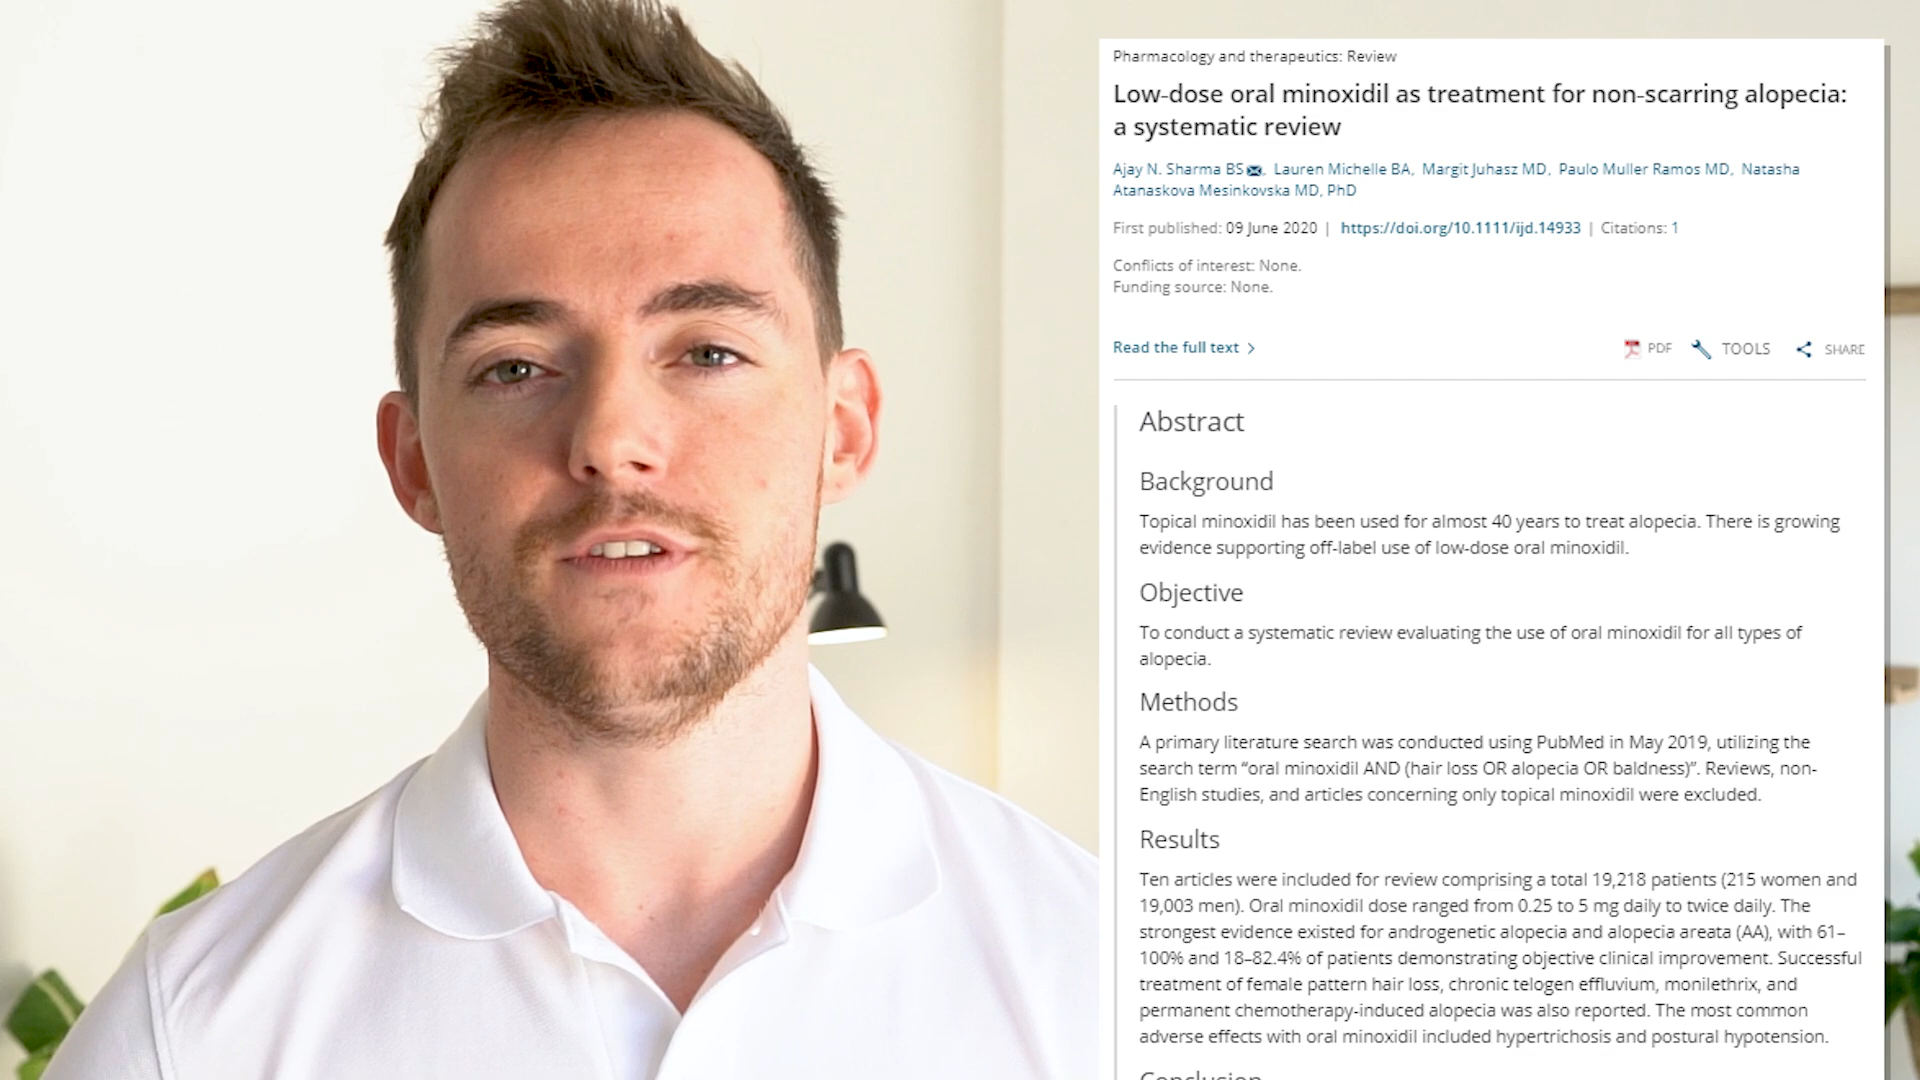 Pharmacology and therapeutics: Review
Low-dose oral minoxidil as treatment for non-scarring alopecia:
a systematic review
Ajay N. Sharma BS, Lauren Michelle BA, Margit Juhasz MD, Paulo Muller Ramos MD, Natasha
Atanaskova Mesinkovska MD, PhD
First published: 09 June 2020 | https://doi.org/10.1111/ijd.14933 | Citations: 1
Conflicts of interest: None.
Funding source: None.
Read the full text >
PDF TOOLS SHARE
Abstract
Background
Topical minoxidil has been used for almost 40 years to treat alopecia. There is growing
evidence supporting off-label use of low-dose oral minoxidil.
Objective
To conduct a systematic review evaluating the use of oral minoxidil for all types of
alopecia.
Methods
A primary literature search was conducted using PubMed in May 2019, utilizing the
search term “oral minoxidil AND (hair loss OR alopecia OR baldness)”. Reviews, non-
English studies, and articles concerning only topical minoxidil were excluded.
Results
Ten articles were included for review comprising a total 19,218 patients (215 women and
19,003 men). Oral minoxidil dose ranged from 0.25 to 5 mg daily to twice daily. The
strongest evidence existed for androgenetic alopecia and alopecia areata (AA), with 61–
100% and 18–82.4% of patients demonstrating objective clinical improvement. Successful
treatment of female pattern hair loss, chronic telogen effluvium, monilethrix, and
permanent chemotherapy-induced alopecia was also reported. The most common
adverse effects with oral minoxidil included hypertrichosis and postural hypotension.
Conclusion